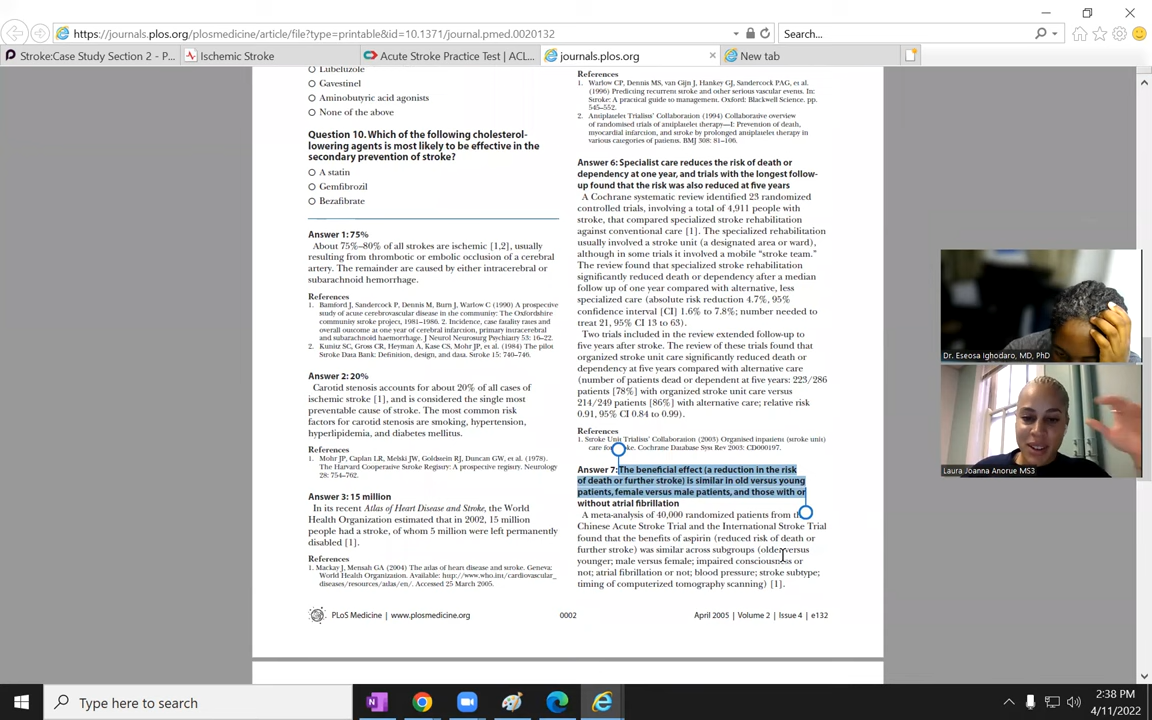 https://journals.plos.org/plosmedicine/article/file?type=printable&id=10.1371/journal.pmed.0020132
Search...
Stroke:Case Study Section 2 - P...
Ischemic Stroke
Acute Stroke Practice Test | ACL...
journals.plos.org
New tab
Lubeluzole
Gavestinel
Aminobutyric acid agonists
None of the above
Question 10. Which of the following cholesterol-
lowering agents is most likely to be effective in the
secondary prevention of stroke?
A statin
Gemfibrozil
Bezafibrate
Answer 1: 75%
About 75%–80% of all strokes are ischemic [1,2], usually
resulting from thrombotic or embolic occlusion of a cerebral
artery. The remainder are caused by either intracerebral or
subarachnoid hemorrhage.
References
1. Bamford J, Sandercock P, Dennis M, Burn J, Warlow C (1990) A prospective
study of acute cerebrovascular disease in the community: The Oxfordshire
community stroke project, 1981–1986. 2. Incidence, case fatality rates and
overall outcome at one year of cerebral infarction, primary intracerebral
and subarachnoid haemorrhage. J Neurol Neurosurg Psychiatry 53: 16–22.
2. Kunitz SC, Gross CR, Heyman A, Kase CS, Mohr JP, et al. (1984) The pilot
Stroke Data Bank: Definition, design, and data. Stroke 15: 740–746.
Answer 2: 20%
Carotid stenosis accounts for about 20% of all cases of
ischemic stroke [1], and is considered the single most
preventable cause of stroke. The most common risk
factors for carotid stenosis are smoking, hypertension,
hyperlipidemia, and diabetes mellitus.
References
1. Mohr JP, Caplan LR, Melski JW, Goldstein RJ, Duncan GW, et al. (1978)
The Harvard Cooperative Stroke Registry: A prospective registry. Neurology
28: 754–762.
Answer 3: 15 million
In its recent Atlas of Heart Disease and Stroke, the World
Health Organization estimated that in 2002, 15 million
people had a stroke, of whom 5 million were left permanently
disabled [1].
References
1. Mackay J, Mensah GA (2004) The atlas of heart disease and stroke. Geneva:
World Health Organization. Available: http://www.who.int/cardiovascular_
diseases/resources/atlas/en/. Accessed 25 March 2005.
References
1. Warlow CP, Dennis MS, van Gijn J, Hankey GJ, Sandercock PAG, et al.
(1996) Predicting recurrent stroke and other serious vascular events. In:
Stroke: A practical guide to management. Oxford: Blackwell Science. pp.
545–552.
2. Antiplatelet Trialists' Collaboration (1994) Collaborative overview
of randomised trials of antiplatelet therapy—I: Prevention of death,
myocardial infarction, and stroke by prolonged antiplatelet therapy in
various categories of patients. BMJ 308: 81–106.
Answer 6: Specialist care reduces the risk of death or
dependency at one year, and trials with the longest follow-
up found that the risk was also reduced at five years
A Cochrane systematic review identified 23 randomized
controlled trials, involving a total of 4,911 people with
stroke, that compared specialized stroke rehabilitation
against conventional care [1]. The specialized rehabilitation
usually involved a stroke unit (a designated area or ward),
although in some trials it involved a mobile “stroke team.”
The review found that specialized stroke rehabilitation
significantly reduced death or dependency after a median
follow up of one year compared with alternative, less
specialized care (absolute risk reduction 4.7%, 95%
confidence interval [CI] 1.6% to 7.8%; number needed to
treat 21, 95% CI 13 to 63).
Two trials included in the review extended follow-up to
five years after stroke. The review of these trials found that
organized stroke unit care significantly reduced death or
dependency at five years compared with alternative care
(number of patients dead or dependent at five years: 223/286
patients [78%] with organized stroke unit care versus
214/249 patients [86%] with alternative care; relative risk
0.91, 95% CI 0.84 to 0.99).
References
1. Stroke Unit Trialists' Collaboration (2003) Organised inpatient (stroke unit)
care for stroke. Cochrane Database Syst Rev 2003: CD000197.
Answer 7: The beneficial effect (a reduction in the risk
of death or further stroke) is similar in old versus young
patients, female versus male patients, and those with or
without atrial fibrillation
A meta-analysis of 40,000 randomized patients from the
Chinese Acute Stroke Trial and the International Stroke Trial
found that the benefits of aspirin (reduced risk of death or
further stroke) was similar across subgroups (older versus
younger; male versus female; impaired consciousness or
not; atrial fibrillation or not; blood pressure; stroke subtype;
timing of computerized tomography scanning) [1].
PLoS Medicine | www.plosmedicine.org
0002
April 2005 | Volume 2 | Issue 4 | e132
Dr. Eseosa Ighodaro, MD, PhD
Laura Joanna Anorue MS3
Type here to search
2:38 PM
4/11/2022